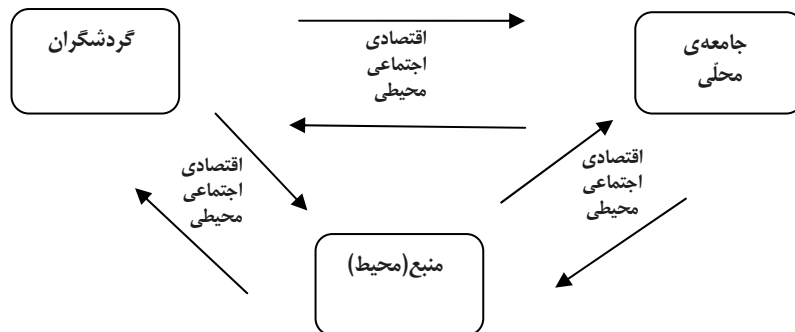 گردشگران
اقتصادی
اجتماعی
محیطی
جامعه‌ی
محلّی
اقتصادی
اجتماعی
محیطی
اقتصادی
اجتماعی
محیطی
منبع(محیط)